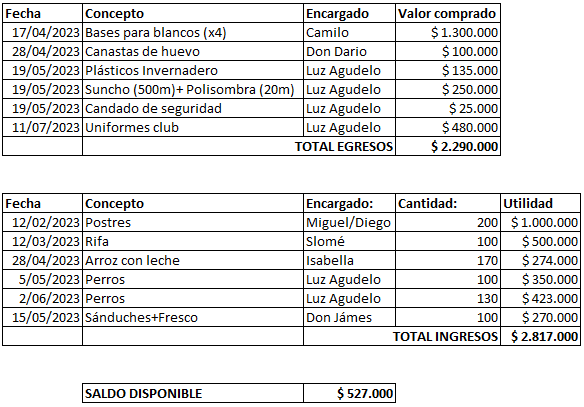 Fecha Concepto Encargado Valor comprado
17/04/2023 Bases para blancos (x4) Camilo $ 1.300.000
28/04/2023 Canastas de huevo Don Dario $ 100.000
19/05/2023 Plásticos Invernadero Luz Agudelo $ 135.000
19/05/2023 Suncho (500m)+ Polisombra (20m) Luz Agudelo $ 250.000
19/05/2023 Candado de seguridad Luz Agudelo $ 25.000
11/07/2023 Uniformes club Luz Agudelo $ 480.000
TOTAL EGRESOS $ 2.290.000
Fecha Concepto Encargado: Cantidad: Utilidad
12/02/2023 Postres Miguel/Diego 200 $ 1.000.000
12/03/2023 Rifa Slomé 100 $ 500.000
28/04/2023 Arroz con leche Isabella 170 $ 274.000
5/05/2023 Perros Luz Agudelo 100 $ 350.000
2/06/2023 Perros Luz Agudelo 130 $ 423.000
15/05/2023 Sánduches+Fresco Don Jámes 100 $ 270.000
TOTAL INGRESOS $ 2.817.000
SALDO DISPONIBLE $ 527.000